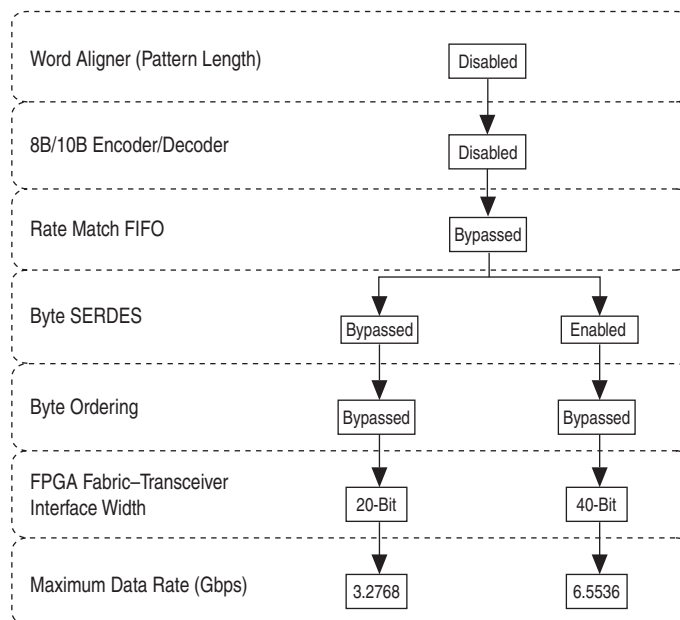 Word Aligner (Pattern Length)
Disabled
8B/10B Encoder/Decoder
Disabled
Rate Match FIFO
Bypassed
Byte SERDES
Bypassed
Enabled
Byte Ordering
Bypassed
Bypassed
FPGA Fabric–Transceiver
Interface Width
20-Bit
40-Bit
Maximum Data Rate (Gbps)
3.2768
6.5536